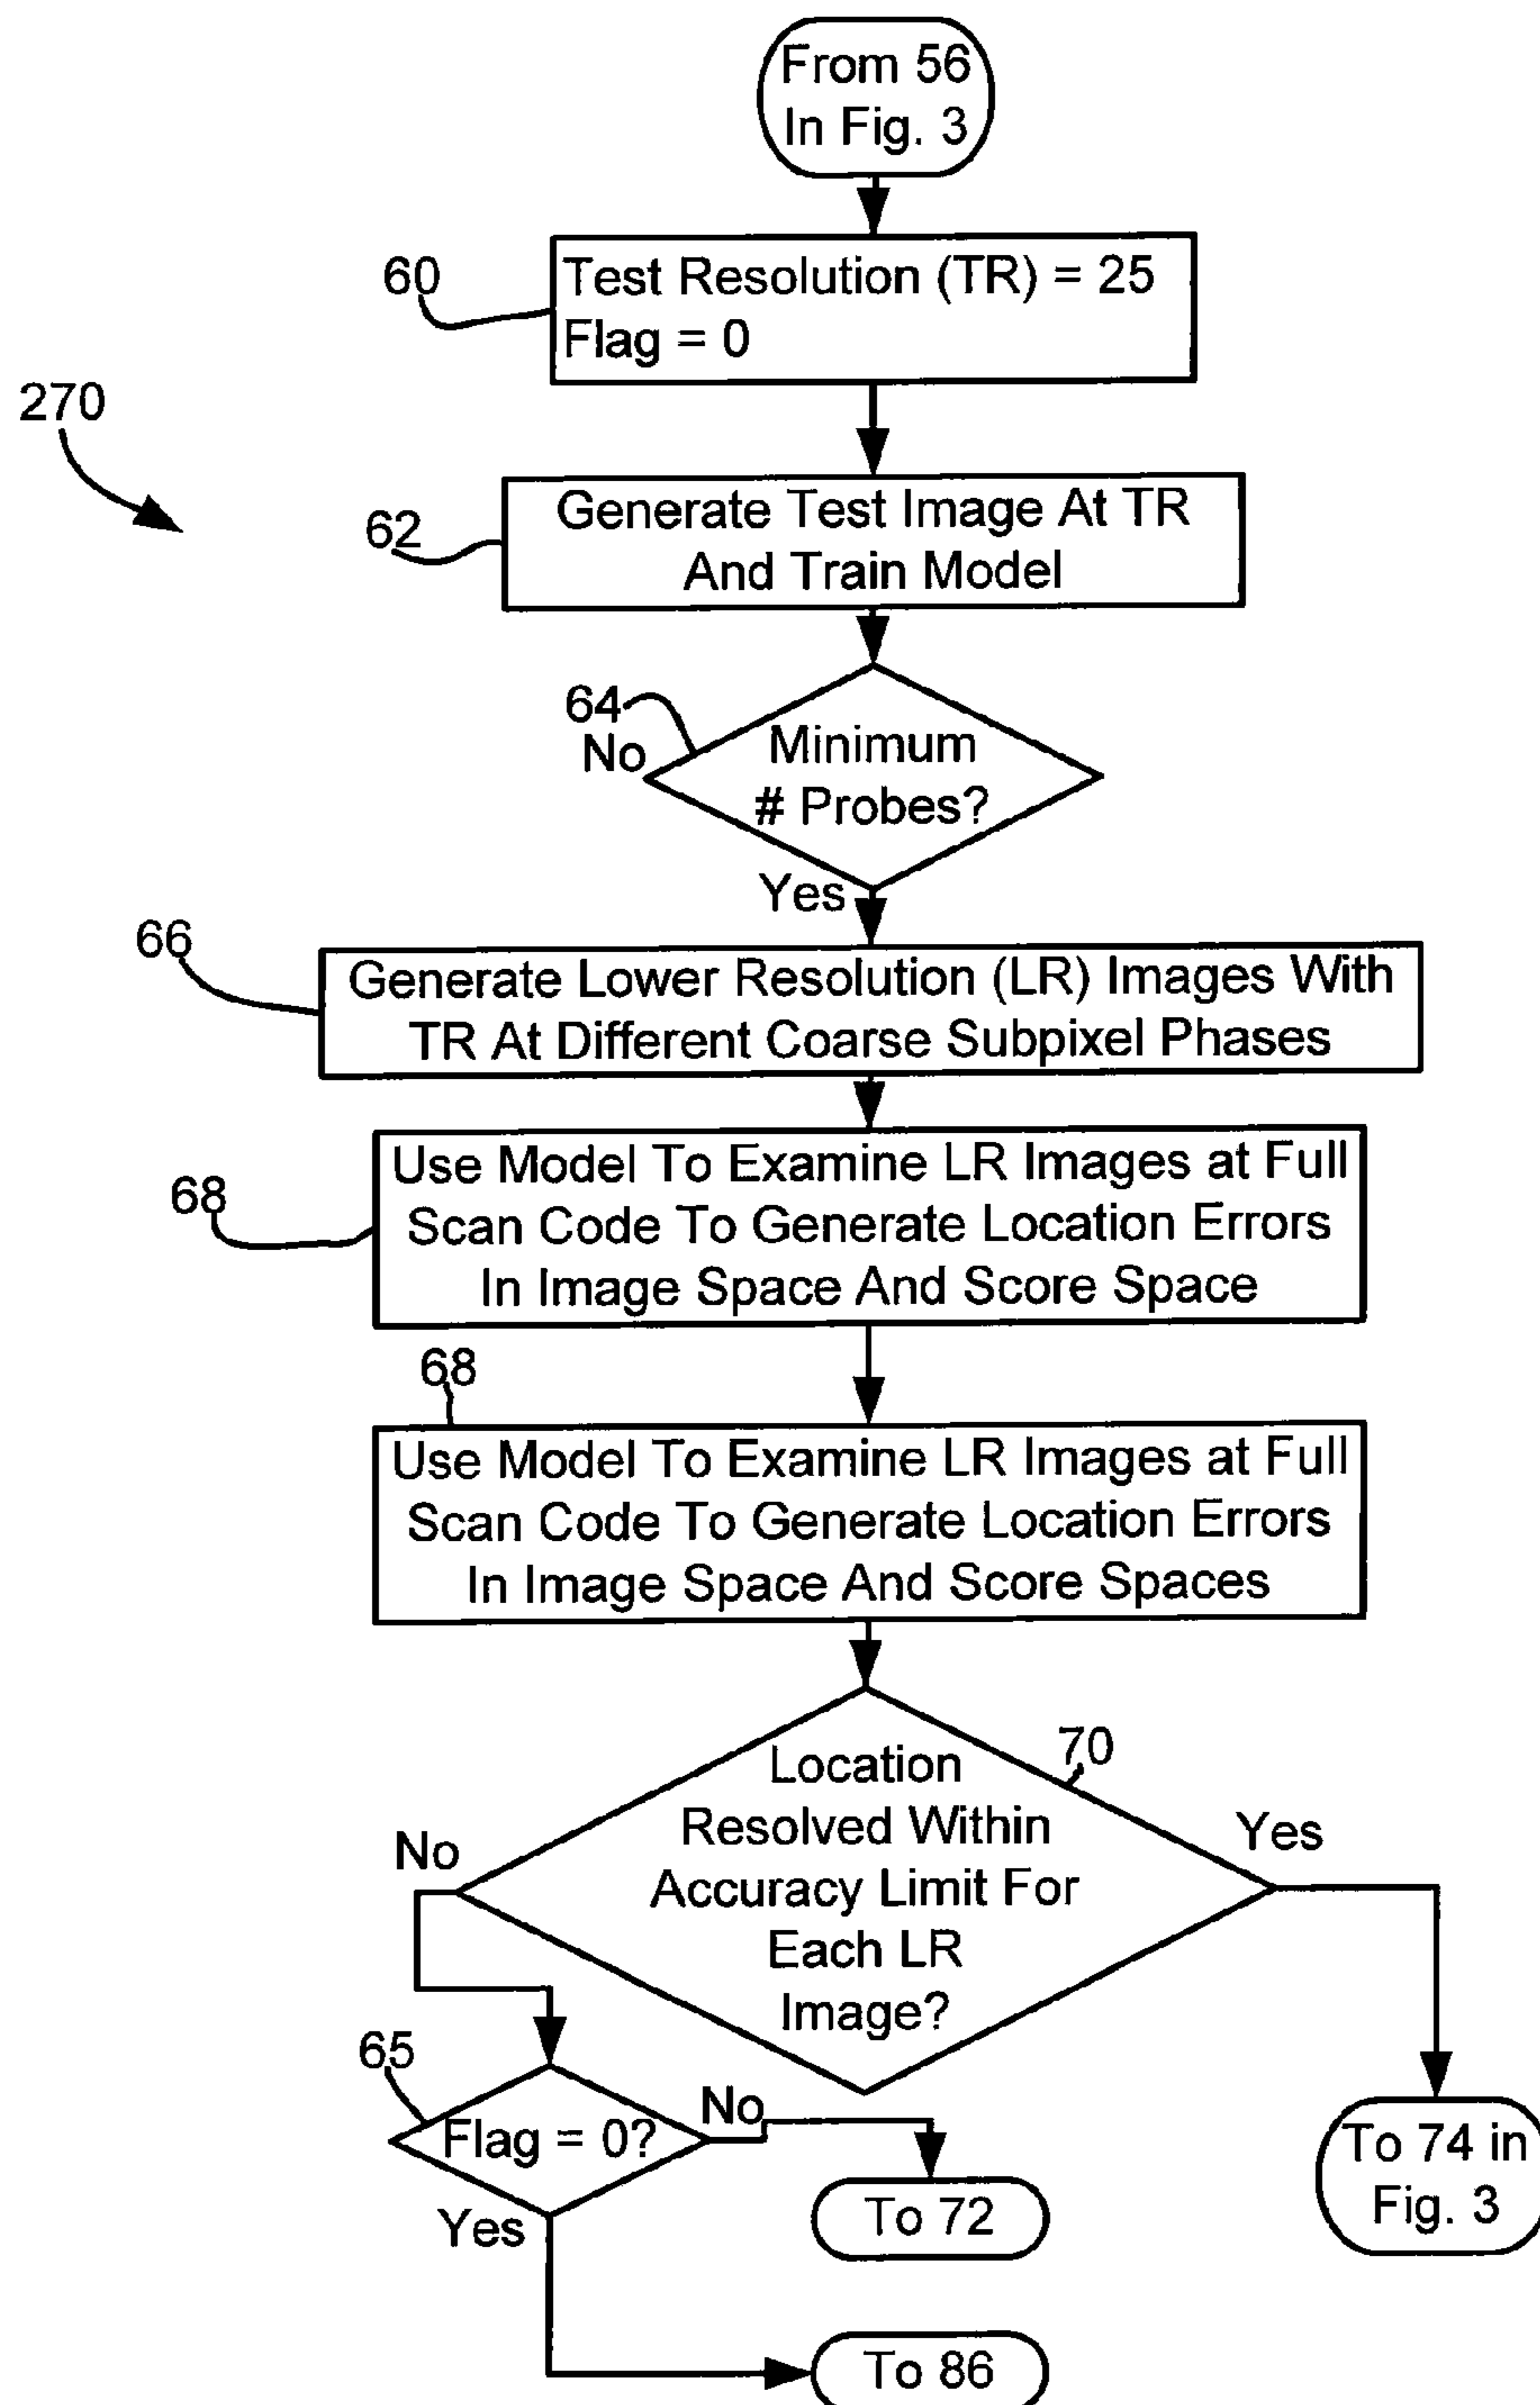 From 56
In Fig. 3
60
Test Resolution (TR) = 25
Flag = 0
270
62
Generate Test Image At TR
And Train Model
64
No
Minimum
# Probes?
Yes
66
Generate Lower Resolution (LR) Images With
TR At Different Coarse Subpixel Phases
68
Use Model To Examine LR Images at Full
Scan Code To Generate Location Errors
In Image Space And Score Space
68
Use Model To Examine LR Images at Full
Scan Code To Generate Location Errors
In Image Space And Score Spaces
70
Location
Resolved Within
Accuracy Limit For
Each LR
Image?
No
Yes
65
Flag = 0?
No
Yes
To 72
To 74 in
Fig. 3
To 86